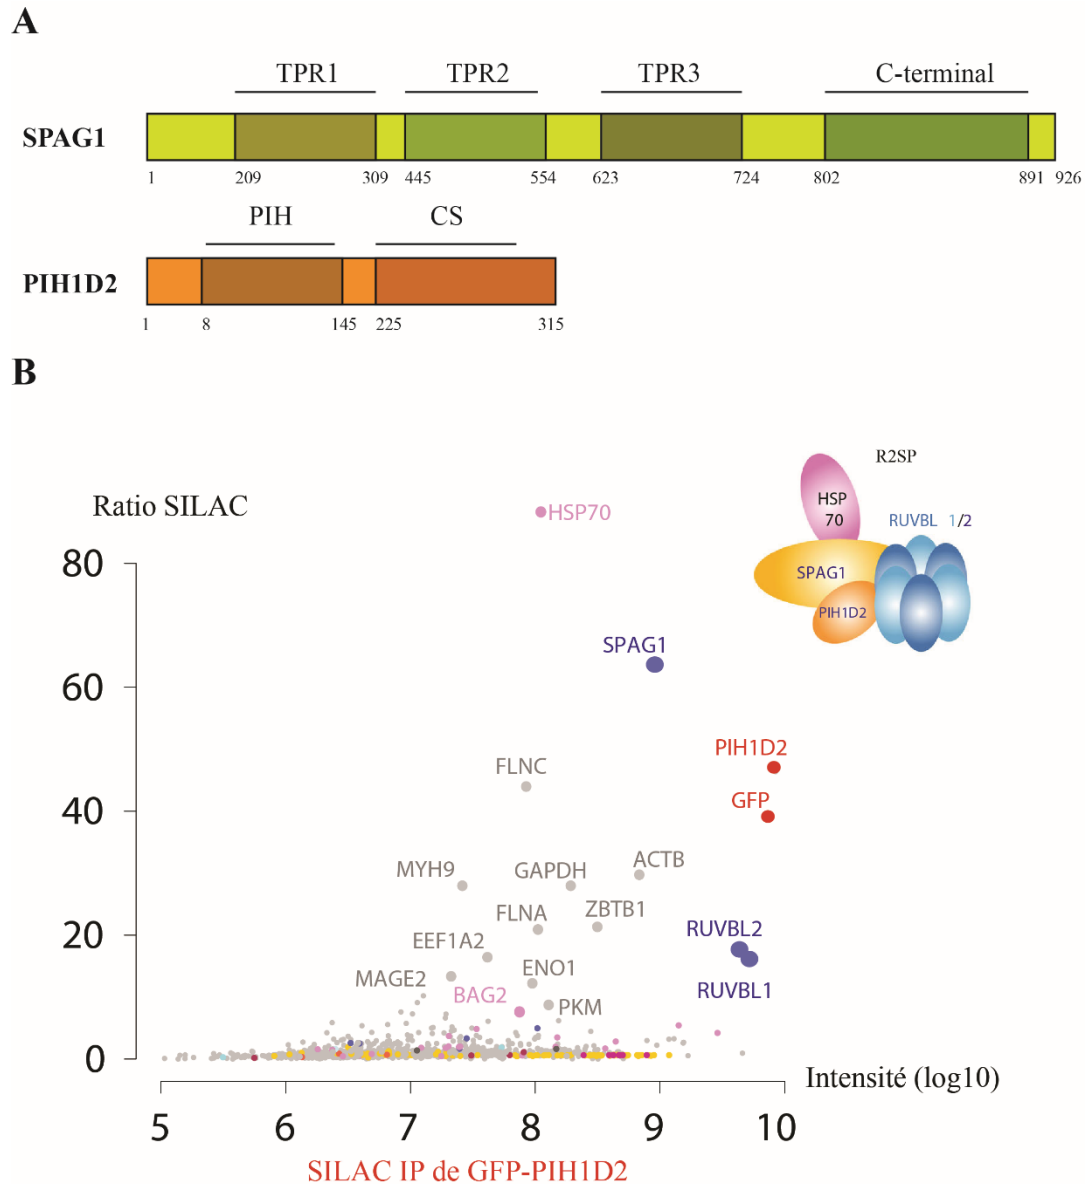 A
TPR1 TPR2 TPR3 C-terminal
SPAG1
1 209 309 445 554 623 724 802 891 926
PIH CS
PIH1D2
1 8 145 225 315
B
R2SP
HSP
70
RUVBL 1/2
SPAG1
PIH1D2
Ratio SILAC
HSP70
80
SPAG1
60
PIH1D2
FLNC
GFP
40
ACTB
MYH9 GAPDH
FLNA ZBTB1
20
RUVBL2
EEF1A2
MAGE2 ENO1
RUVBL1
BAG2 PKM
0
Intensité (log10)
5 6 7 8 9 10
SILAC IP de GFP-PIH1D2